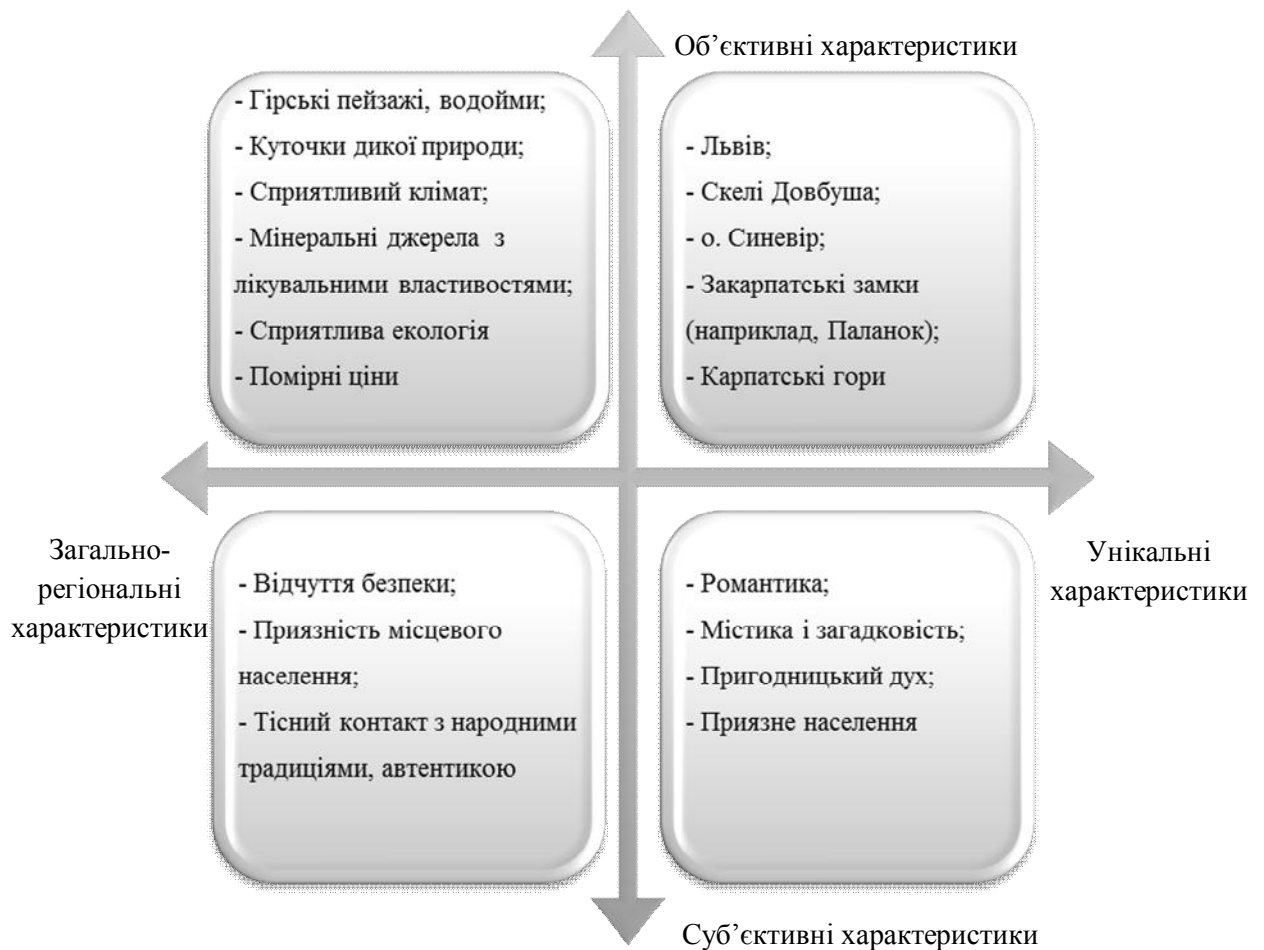 Об’єктивні характеристики
- Гірські пейзажі, водойми;
- Куточки дикої природи;
- Сприятливий клімат;
- Мінеральні джерела з
лікувальними властивостями;
- Сприятлива екологія
- Помірні ціни
- Львів;
- Скелі Довбуша;
- о. Синевір;
- Закарпатські замки
(наприклад, Паланок);
- Карпатські гори
Загально-
регіональні
характеристики
Унікальні
характеристики
- Відчуття безпеки;
- Приязність місцевого
населення;
- Тісний контакт з народними
традиціями, автентикою
- Романтика;
- Містика і загадковість;
- Пригодницький дух;
- Приязне населення
Суб’єктивні характеристики